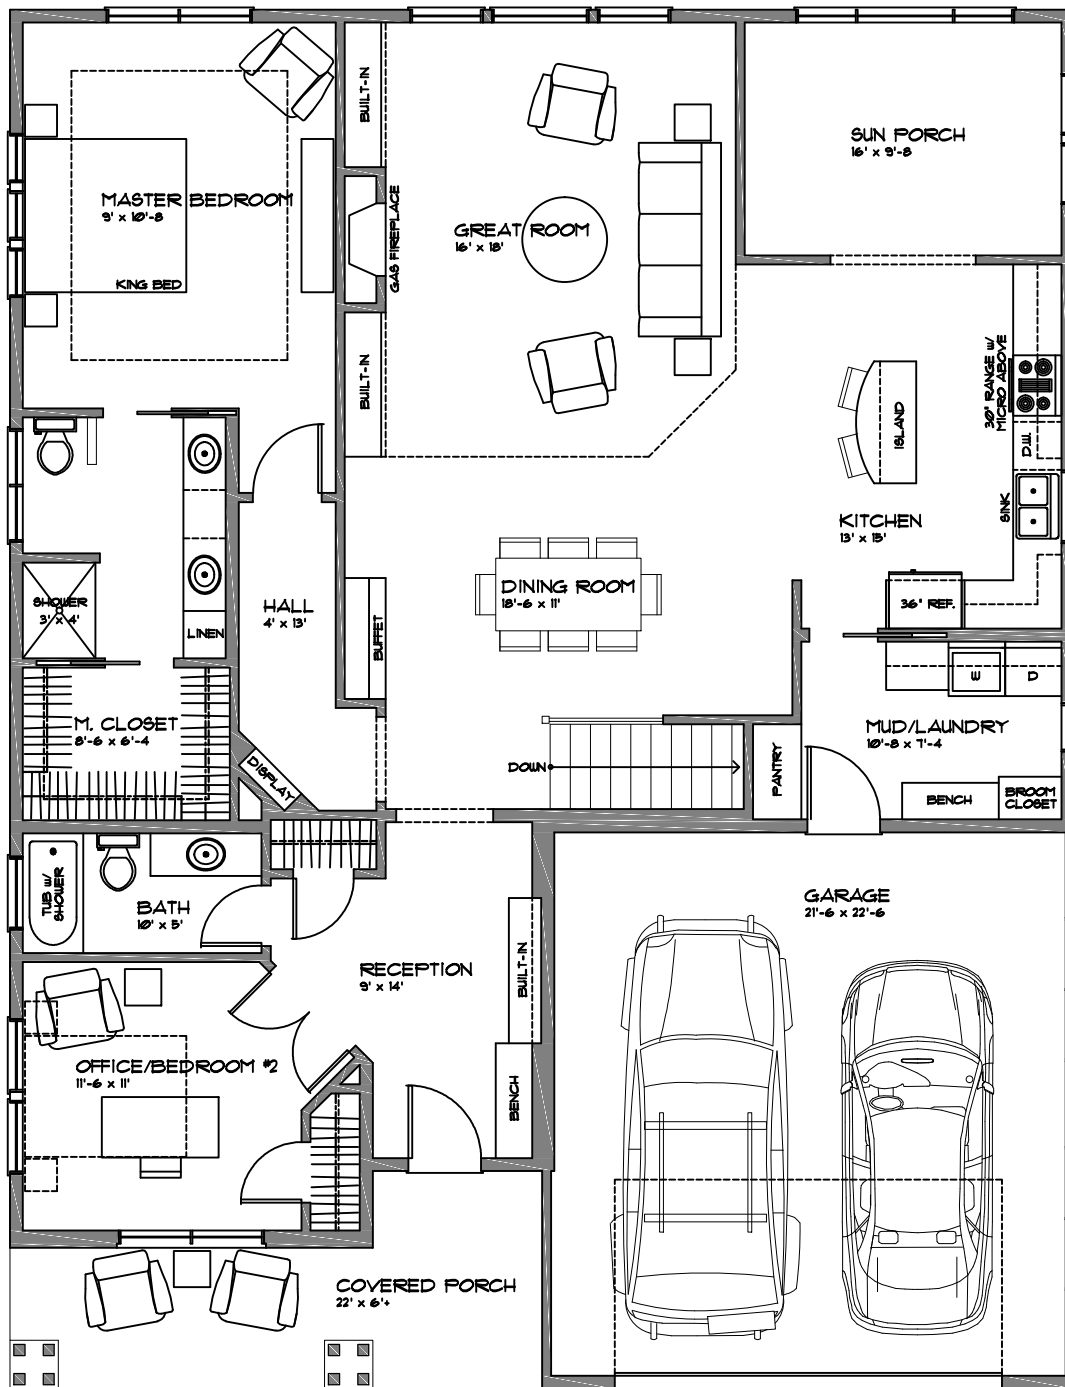 BUILT-IN
SUN PORCH
16' x 9'-8
MASTER BEDROOM
9' x 10'-8
KING BED
GAS FIREPLACE
GREAT ROOM
16' x 18'
BUILT-IN
30" RANGE w/
MICRO ABOVE
ISLAND
D.W.
SINK
KITCHEN
13' x 15'
DINING ROOM
18'-6 x 11'
SHOWER
3' x 4'
LINEN
HALL
4' x 13'
BUFFET
36" REF.
W
D
M. CLOSET
8'-6 x 6'-4
MUD/LAUNDRY
10'-8 x 7'-4
DISPLAY
DOWN
PANTRY
BENCH
BROOM
CLOSET
TUB w/
SHOWER
BATH
10' x 5'
GARAGE
21'-6 x 22'-6
RECEPTION
9' x 14'
BUILT-IN
OFFICE/BEDROOM #2
11'-6 x 11'
BENCH
COVERED PORCH
22' x 6'+